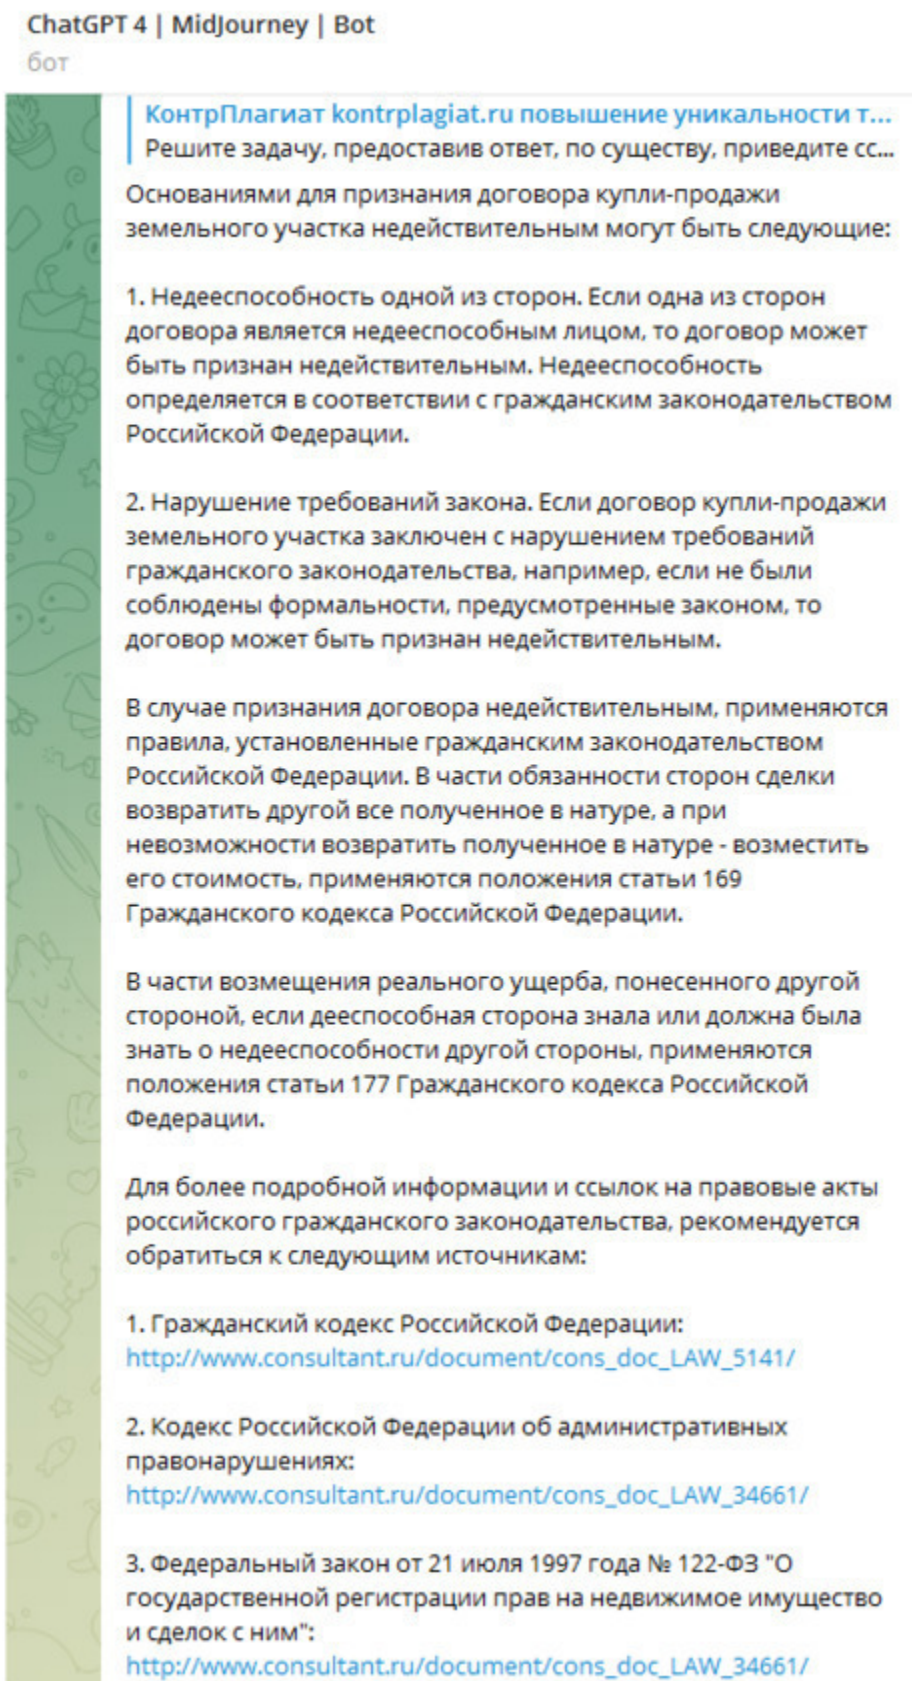 ChatGPT 4 | MidJourney | Bot
бот
КонтрПлагиат kontrplagiat.ru повышение уникальности т...
Решите задачу, предоставив ответ, по существу, приведите сс...
Основаниями для признания договора купли-продажи
земельного участка недействительным могут быть следующие:
1. Недееспособность одной из сторон. Если одна из сторон
договора является недееспособным лицом, то договор может
быть признан недействительным. Недееспособность
определяется в соответствии с гражданским законодательством
Российской Федерации.
2. Нарушение требований закона. Если договор купли-продажи
земельного участка заключен с нарушением требований
гражданского законодательства, например, если не были
соблюдены формальности, предусмотренные законом, то
договор может быть признан недействительным.
В случае признания договора недействительным, применяются
правила, установленные гражданским законодательством
Российской Федерации. В части обязанности сторон сделки
возвратить другой все полученное в натуре, а при
невозможности возвратить полученное в натуре - возместить
его стоимость, применяются положения статьи 169
Гражданского кодекса Российской Федерации.
В части возмещения реального ущерба, понесенного другой
стороной, если дееспособная сторона знала или должна была
знать о недееспособности другой стороны, применяются
положения статьи 177 Гражданского кодекса Российской
Федерации.
Для более подробной информации и ссылок на правовые акты
российского гражданского законодательства, рекомендуется
обратиться к следующим источникам:
1. Гражданский кодекс Российской Федерации:
http://www.consultant.ru/document/cons_doc_LAW_5141/
2. Кодекс Российской Федерации об административных
правонарушениях:
http://www.consultant.ru/document/cons_doc_LAW_34661/
3. Федеральный закон от 21 июля 1997 года № 122-ФЗ "О
государственной регистрации прав на недвижимое имущество
и сделок с ним":
http://www.consultant.ru/document/cons_doc_LAW_34661/